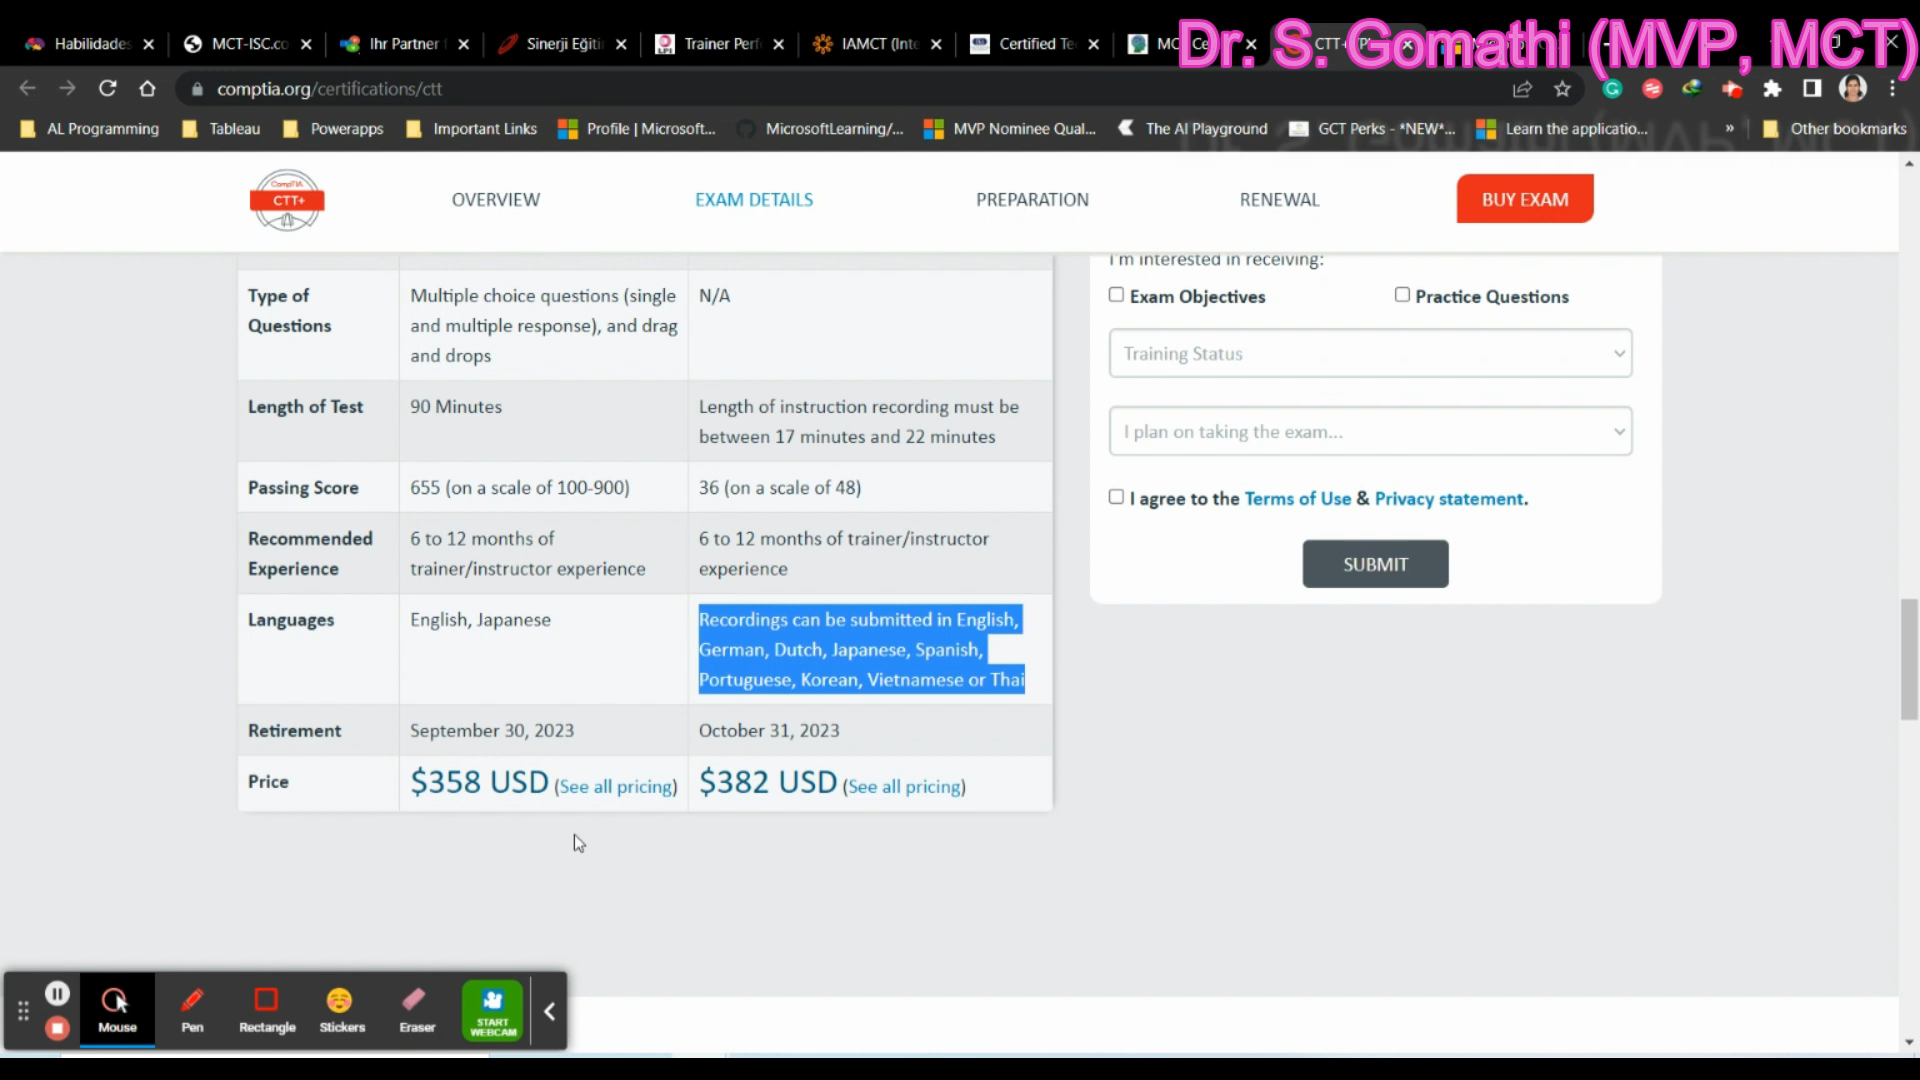 Habilidades
MCT-ISC.co
Ihr Partner
Sinerji Eğiti
Trainer Perf
IAMCT (Inte
Certified Te
CTT+
Dr. S. Gomathi (MVP, MCT)
comptia.org/certifications/ctt
AL Programming
Tableau
Powerapps
Important Links
Profile | Microsoft...
MicrosoftLearning/...
MVP Nominee Qual...
The AI Playground
GCT Perks - *NEW*...
Learn the applicatio...
»
Other bookmarks
CompTIA
CTT+
OVERVIEW
EXAM DETAILS
PREPARATION
RENEWAL
BUY EXAM
Type of
Questions
Multiple choice questions (single
and multiple response), and drag
and drops
N/A
Length of Test
90 Minutes
Length of instruction recording must be
between 17 minutes and 22 minutes
Passing Score
655 (on a scale of 100-900)
36 (on a scale of 48)
Recommended
Experience
6 to 12 months of
trainer/instructor experience
6 to 12 months of trainer/instructor
experience
Languages
English, Japanese
Recordings can be submitted in English,
German, Dutch, Japanese, Spanish,
Portuguese, Korean, Vietnamese or Thai
Retirement
September 30, 2023
October 31, 2023
Price
$358 USD (See all pricing)
$382 USD (See all pricing)
I'm interested in receiving:
Exam Objectives
Practice Questions
Training Status
I plan on taking the exam...
I agree to the Terms of Use & Privacy statement.
SUBMIT
Mouse
Pen
Rectangle
Stickers
Eraser
START
WEBCAM